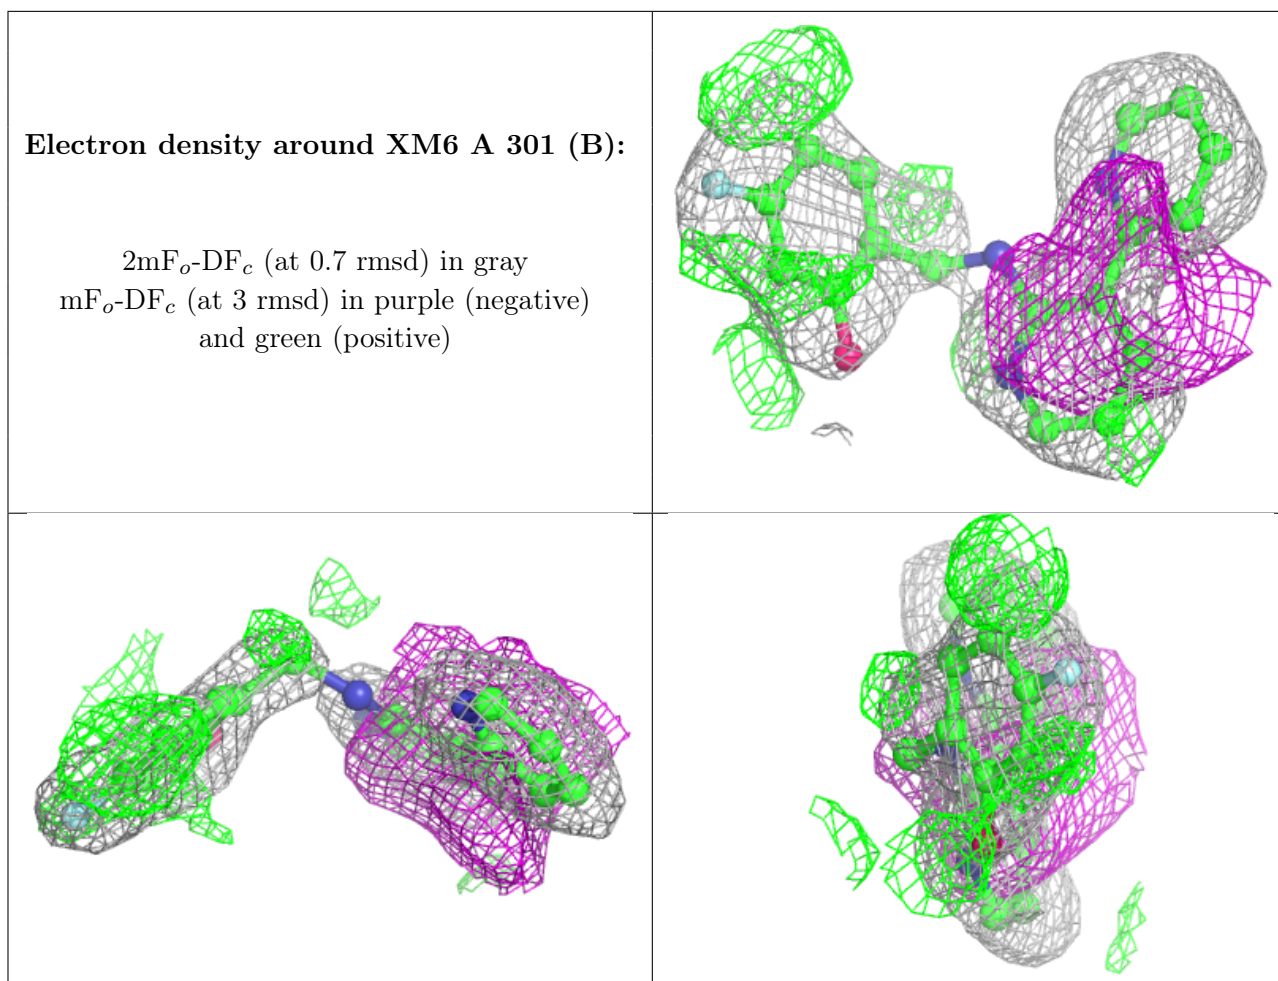 Electron density around XM6 A 301 (B):
2mFo-DFc (at 0.7 rmsd) in gray
mFo-DFc (at 3 rmsd) in purple (negative)
and green (positive)